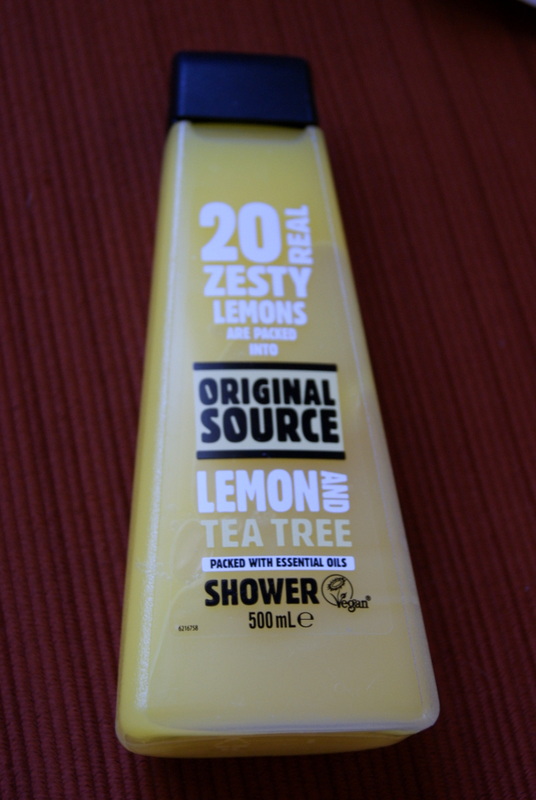 20 REAL
ZESTY
LEMONS
ARE PACKED
INTO
ORIGINAL
SOURCE
LEMON AND
TEA TREE
PACKED WITH ESSENTIAL OILS
SHOWER Vegan®
500 mL ℮
6216758